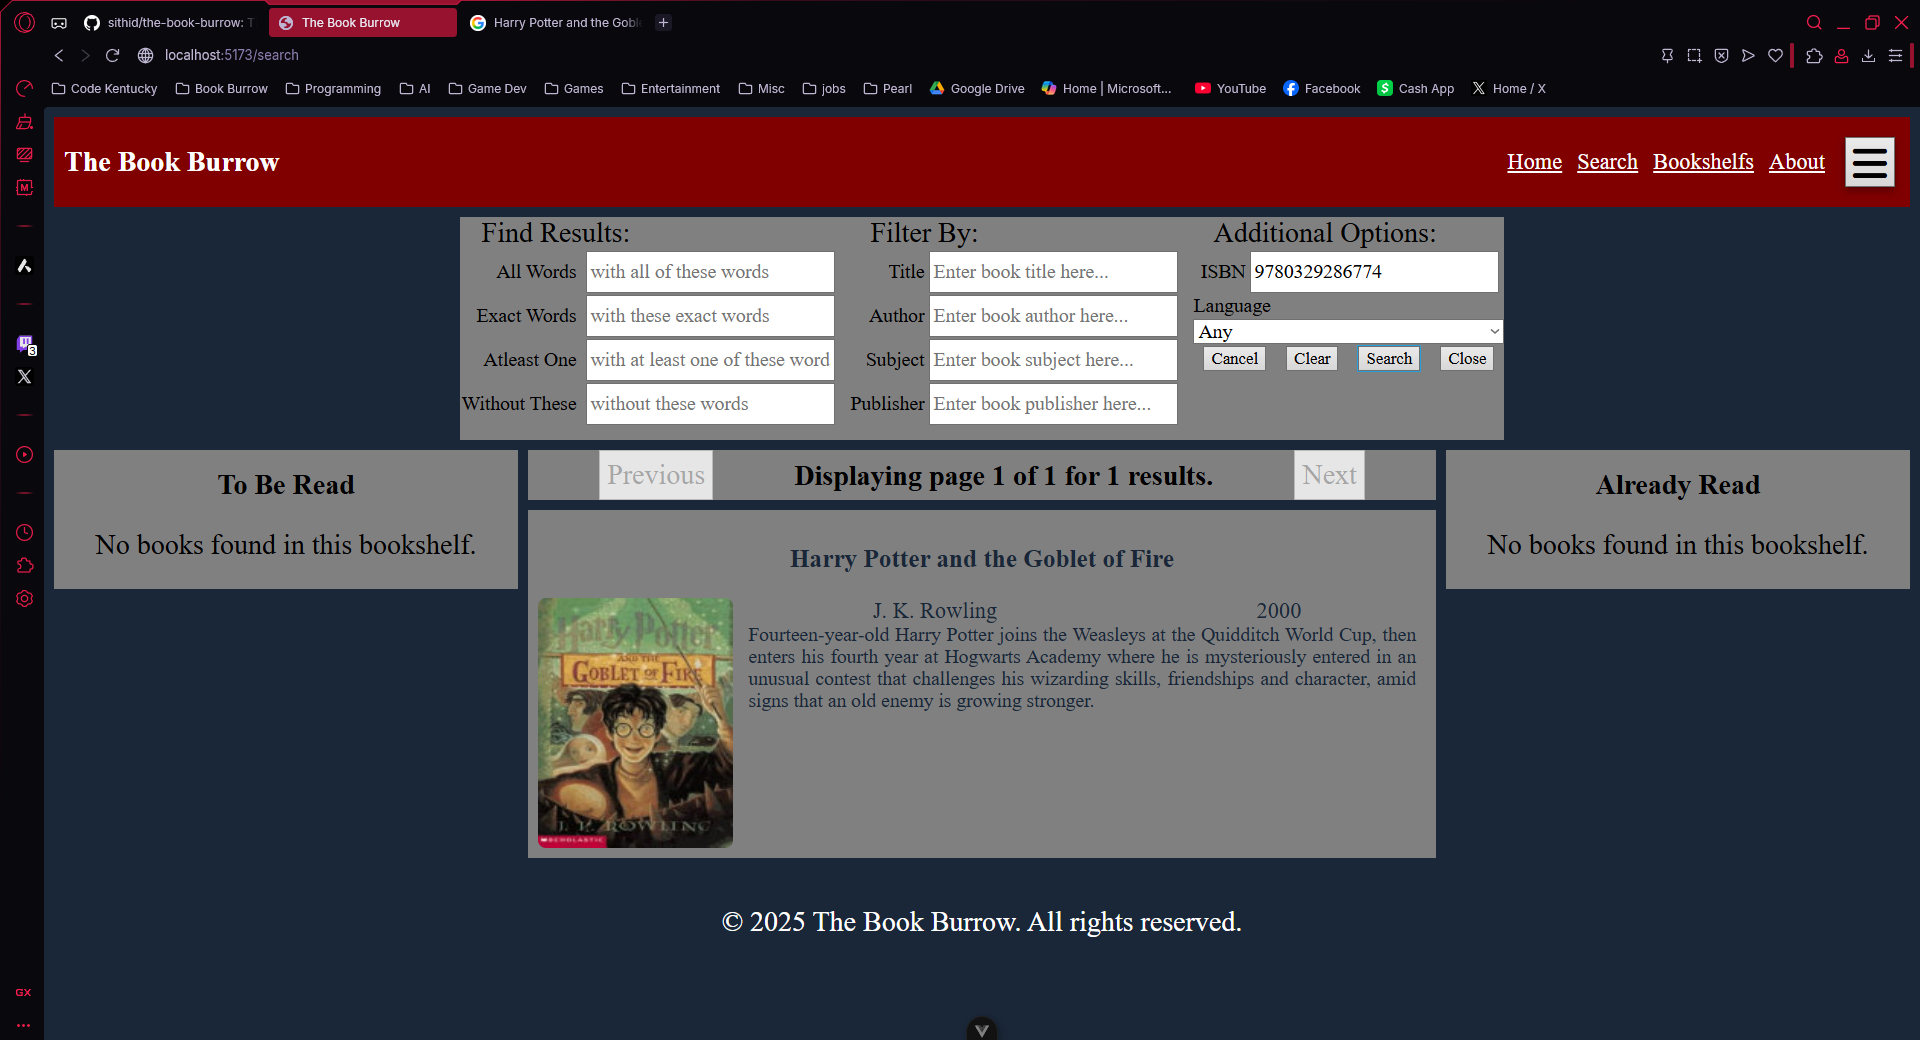 sithid/the-book-burrow: T
The Book Burrow
Harry Potter and the Gobl
localhost:5173/search
Code Kentucky
Book Burrow
Programming
AI
Game Dev
Games
Entertainment
Misc
jobs
Pearl
Google Drive
Home | Microsoft...
YouTube
Facebook
Cash App
Home / X
The Book Burrow
Home
Search
Bookshelfs
About
Find Results:
All Words
with all of these words
Exact Words
with these exact words
Atleast One
with at least one of these word
Without These
without these words
Filter By:
Title
Enter book title here...
Author
Enter book author here...
Subject
Enter book subject here...
Publisher
Enter book publisher here...
Additional Options:
ISBN
9780329286774
Language
Any
Cancel
Clear
Search
Close
To Be Read
No books found in this bookshelf.
Previous
Displaying page 1 of 1 for 1 results.
Next
Harry Potter and the Goblet of Fire
Harry Potter
AND THE
GOBLET OF FIRE
J. K. ROWLING
SCHOLASTIC
J. K. Rowling
2000
Fourteen-year-old Harry Potter joins the Weasleys at the Quidditch World Cup, then
enters his fourth year at Hogwarts Academy where he is mysteriously entered in an
unusual contest that challenges his wizarding skills, friendships and character, amid
signs that an old enemy is growing stronger.
Already Read
No books found in this bookshelf.
© 2025 The Book Burrow. All rights reserved.
M
3
GX